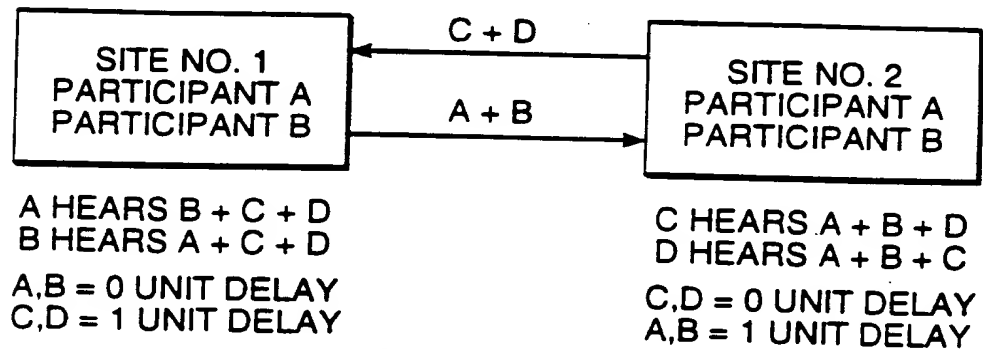 C + D
SITE NO. 1
PARTICIPANT A
PARTICIPANT B
A + B
SITE NO. 2
PARTICIPANT A
PARTICIPANT B
A HEARS B + C + D
B HEARS A + C + D
A,B = 0 UNIT DELAY
C,D = 1 UNIT DELAY
C HEARS A + B + D
D HEARS A + B + C
C,D = 0 UNIT DELAY
A,B = 1 UNIT DELAY